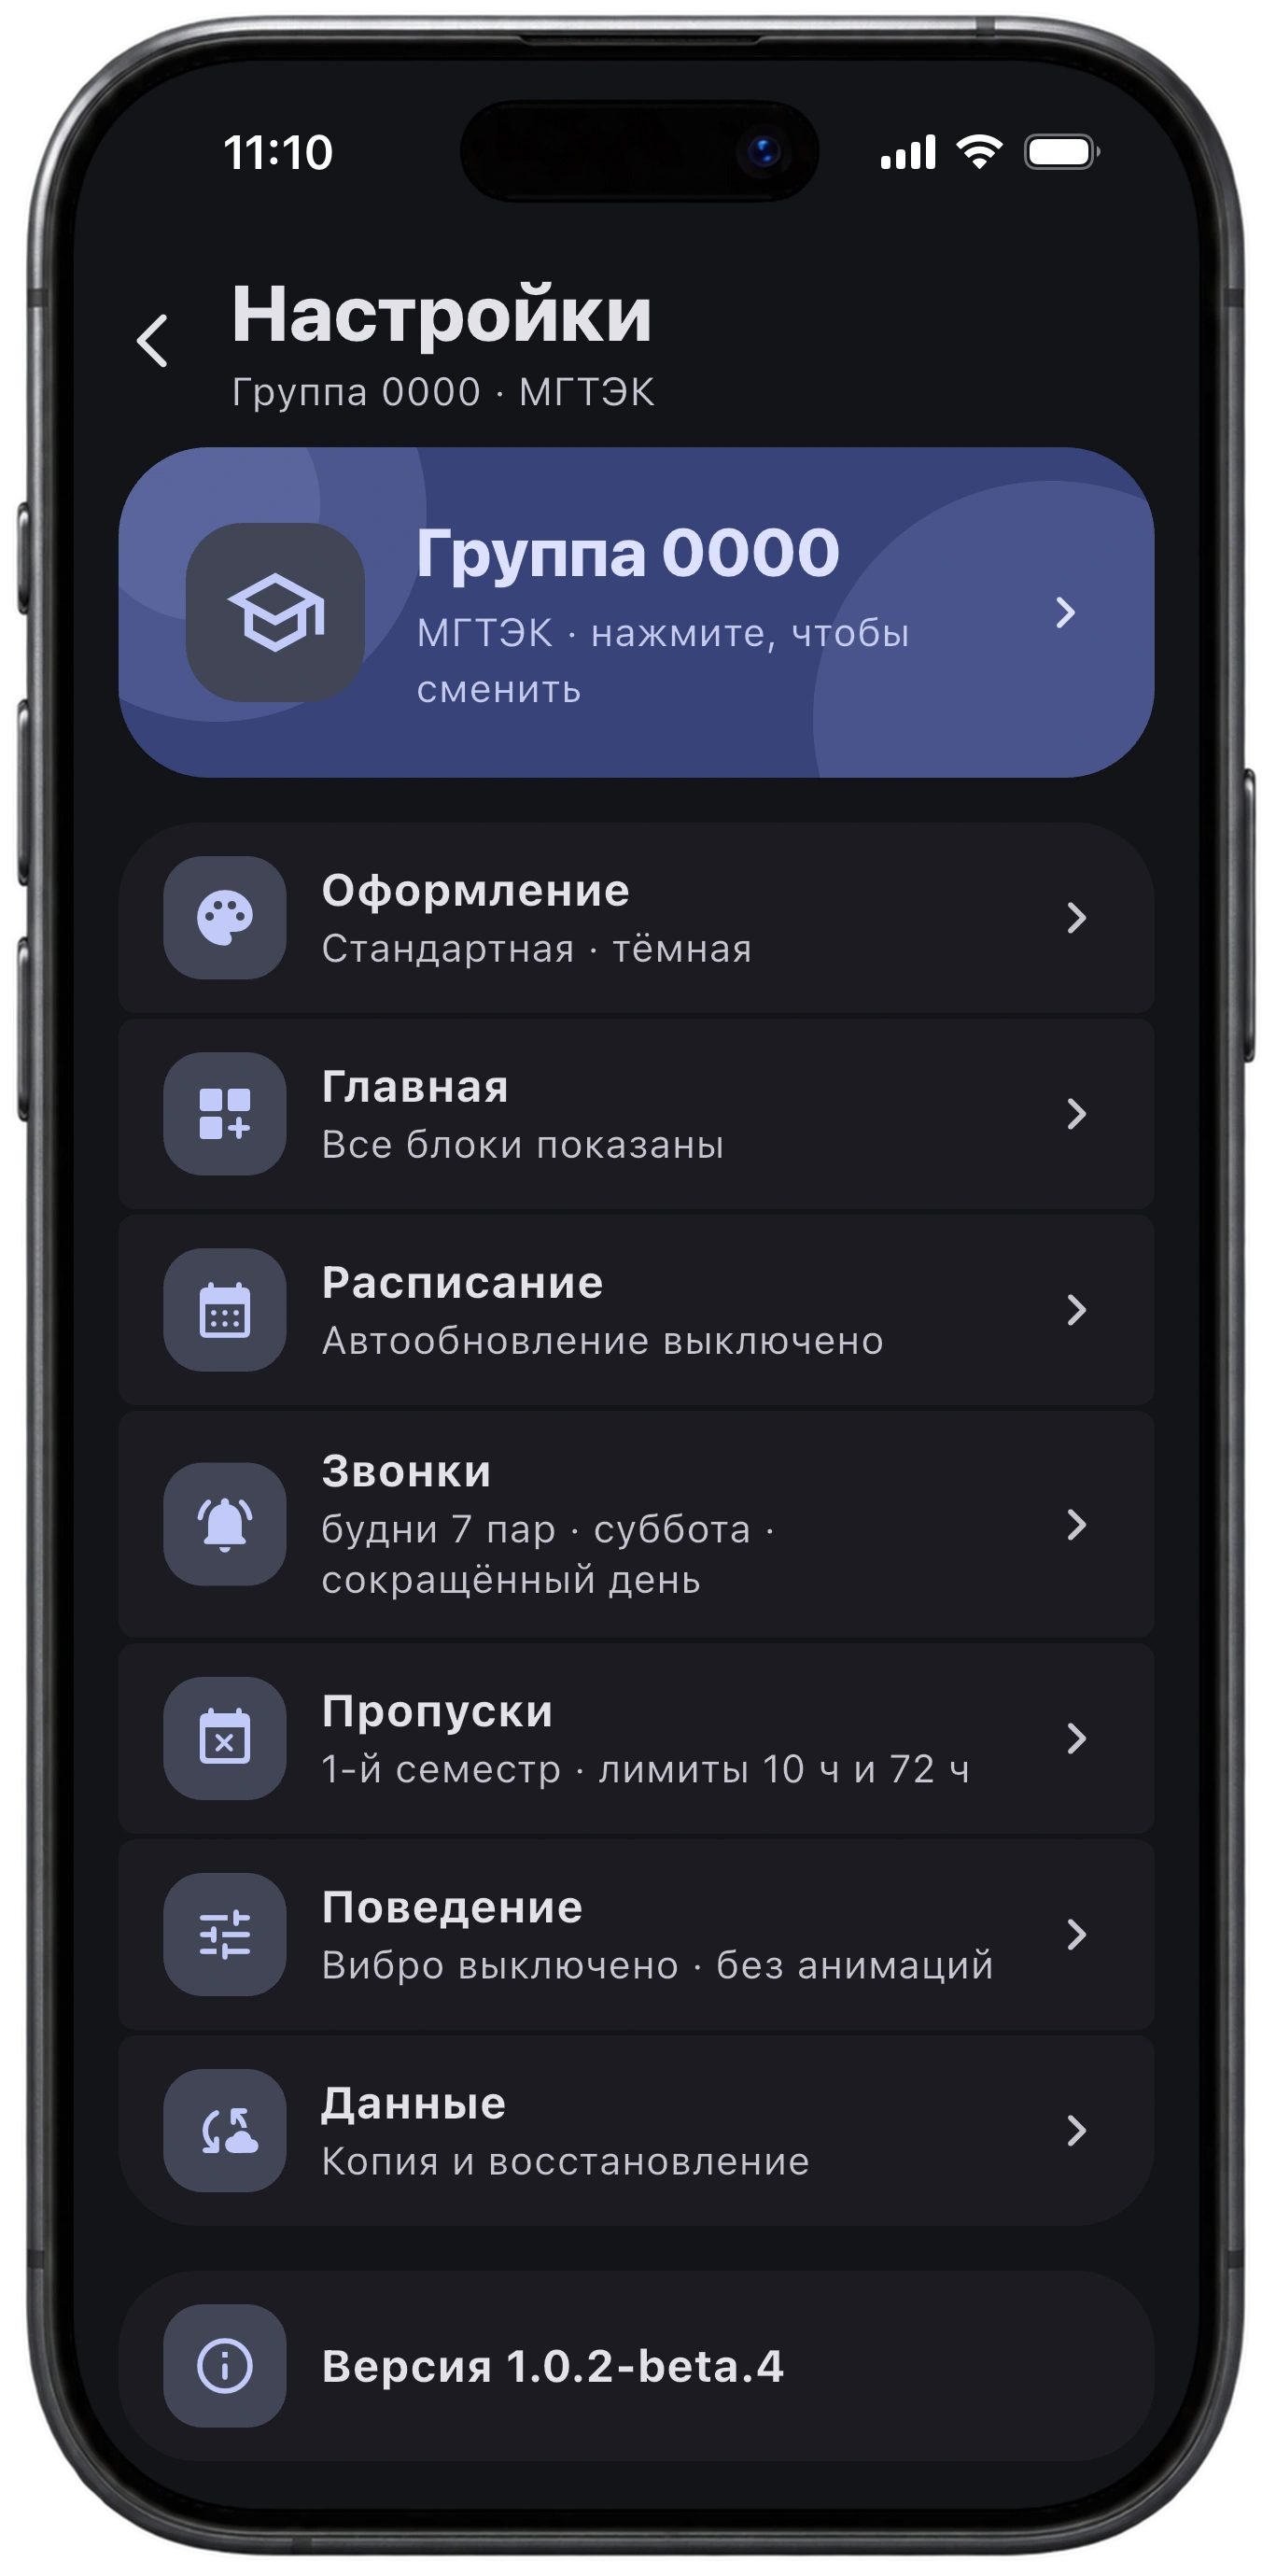 11:10
Настройки
Группа 0000 · МГТЭК
Группа 0000
МГТЭК · нажмите, чтобы
сменить
Оформление
Стандартная · тёмная
Главная
Все блоки показаны
Расписание
Автообновление выключено
Звонки
будни 7 пар · суббота ·
сокращённый день
Пропуски
1-й семестр · лимиты 10 ч и 72 ч
Поведение
Вибро выключено · без анимаций
Данные
Копия и восстановление
Версия 1.0.2-beta.4